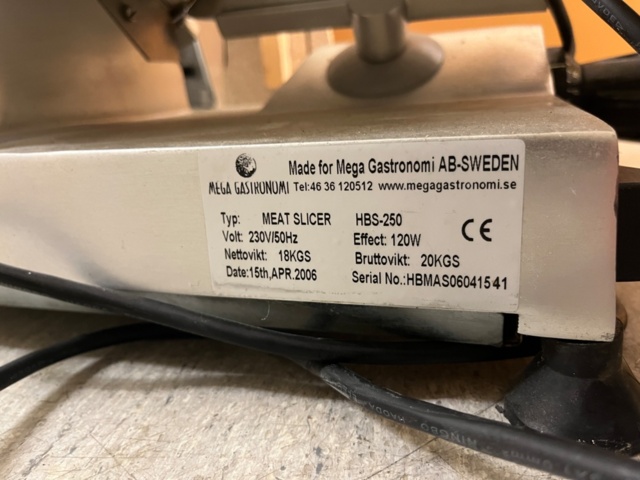 Made for Mega Gastronomi AB-SWEDEN
MEGA GASTRONOMI Tel:46 36 120512 www.megagastronomi.se
Typ: MEAT SLICER HBS-250
Volt: 230V/50Hz Effect: 120W CE
Nettovikt: 18KGS Bruttovikt: 20KGS
Date:15th,APR.2006 Serial No.:HBMAS06041541
NINGBO